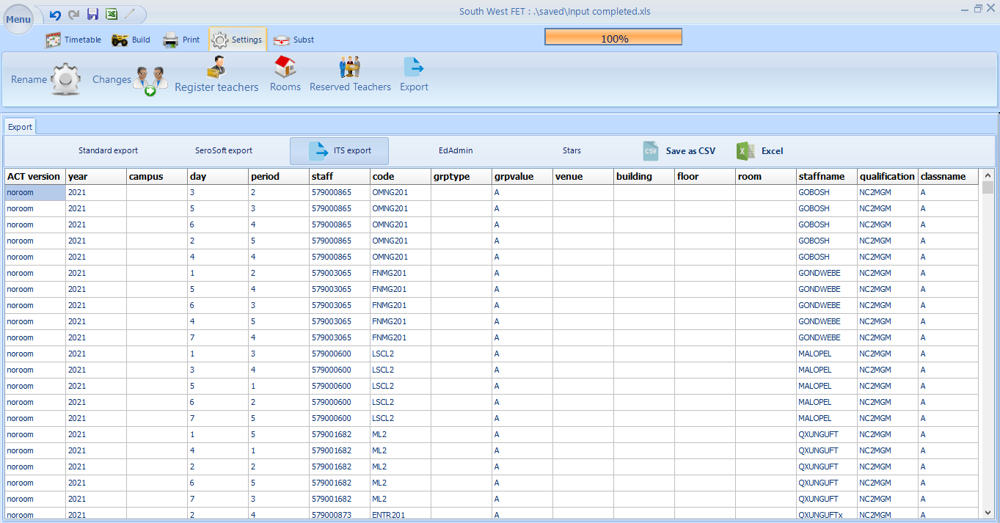 South West FET : .\saved\Input completed.xls
Menu
Timetable Build Print Settings Subst
100%
Rename Changes Register teachers Rooms Reserved Teachers Export
Export
Standard export SeroSoft export ITS export EdAdmin Stars CSV Save as CSV X Excel
ACT version year campus day period staff code grptype grpvalue venue building floor room staffname qualification classname
noroom 2021 3 2 579000865 OMNG201 A GOBOSH NC2MGM A
noroom 2021 5 3 579000865 OMNG201 A GOBOSH NC2MGM A
noroom 2021 6 4 579000865 OMNG201 A GOBOSH NC2MGM A
noroom 2021 2 5 579000865 OMNG201 A GOBOSH NC2MGM A
noroom 2021 4 4 579000865 OMNG201 A GOBOSH NC2MGM A
noroom 2021 1 2 579003065 FNMG201 A GONDWEBE NC2MGM A
noroom 2021 5 4 579003065 FNMG201 A GONDWEBE NC2MGM A
noroom 2021 6 3 579003065 FNMG201 A GONDWEBE NC2MGM A
noroom 2021 4 5 579003065 FNMG201 A GONDWEBE NC2MGM A
noroom 2021 7 4 579003065 FNMG201 A GONDWEBE NC2MGM A
noroom 2021 1 3 579000600 LSCL2 A MALOPEL NC2MGM A
noroom 2021 3 4 579000600 LSCL2 A MALOPEL NC2MGM A
noroom 2021 5 1 579000600 LSCL2 A MALOPEL NC2MGM A
noroom 2021 6 2 579000600 LSCL2 A MALOPEL NC2MGM A
noroom 2021 7 5 579000600 LSCL2 A MALOPEL NC2MGM A
noroom 2021 1 5 579001682 ML2 A QXUNGUFT NC2MGM A
noroom 2021 4 1 579001682 ML2 A QXUNGUFT NC2MGM A
noroom 2021 2 2 579001682 ML2 A QXUNGUFT NC2MGM A
noroom 2021 6 5 579001682 ML2 A QXUNGUFT NC2MGM A
noroom 2021 7 3 579001682 ML2 A QXUNGUFT NC2MGM A
noroom 2021 2 4 579000873 ENTR201 A QXUNGUFTx NC2MGM A